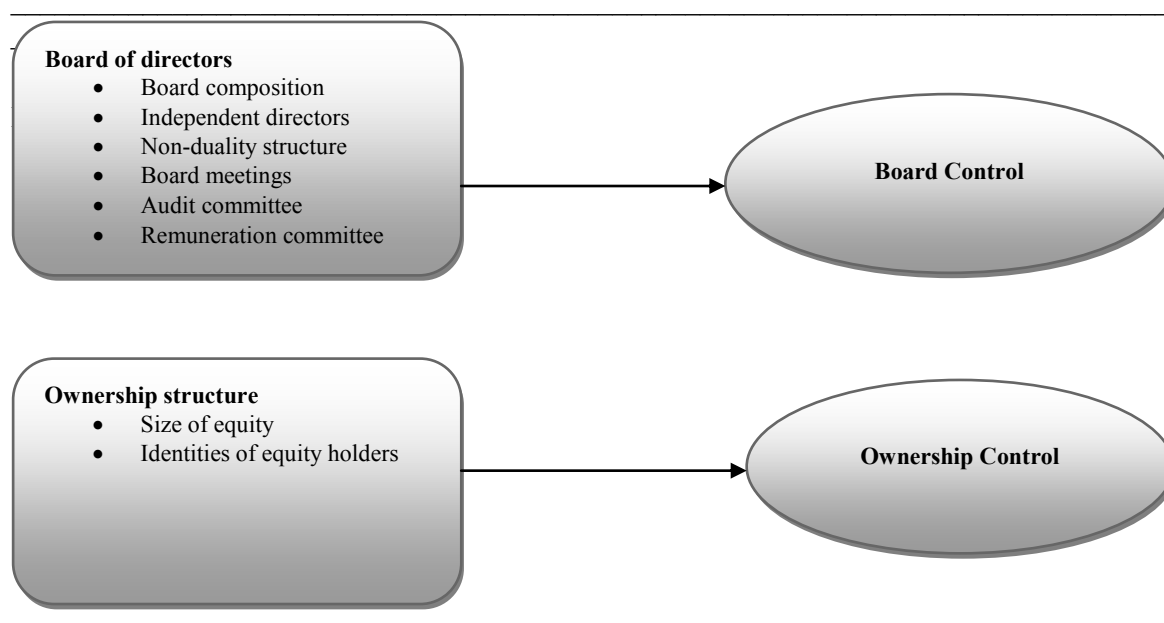 Board of directors
• Board composition
• Independent directors
• Non-duality structure
• Board meetings
• Audit committee
• Remuneration committee
Board Control
Ownership structure
• Size of equity
• Identities of equity holders
Ownership Control